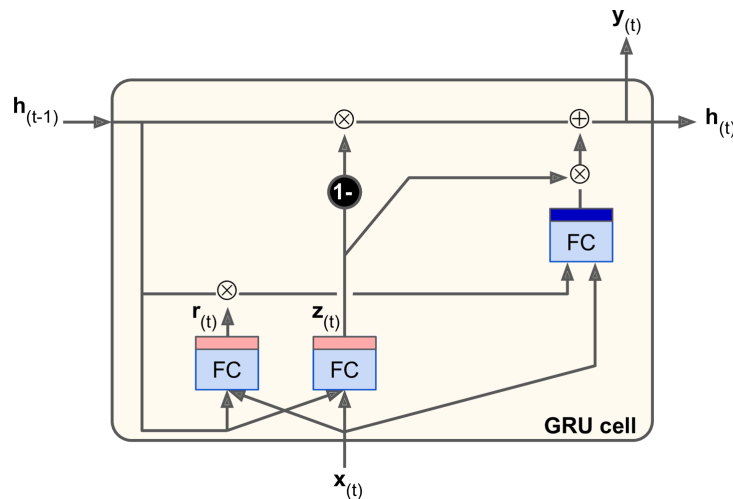 y(t)
h(t-1)
h(t)
1-
FC
r(t)
z(t)
FC
FC
GRU cell
x(t)